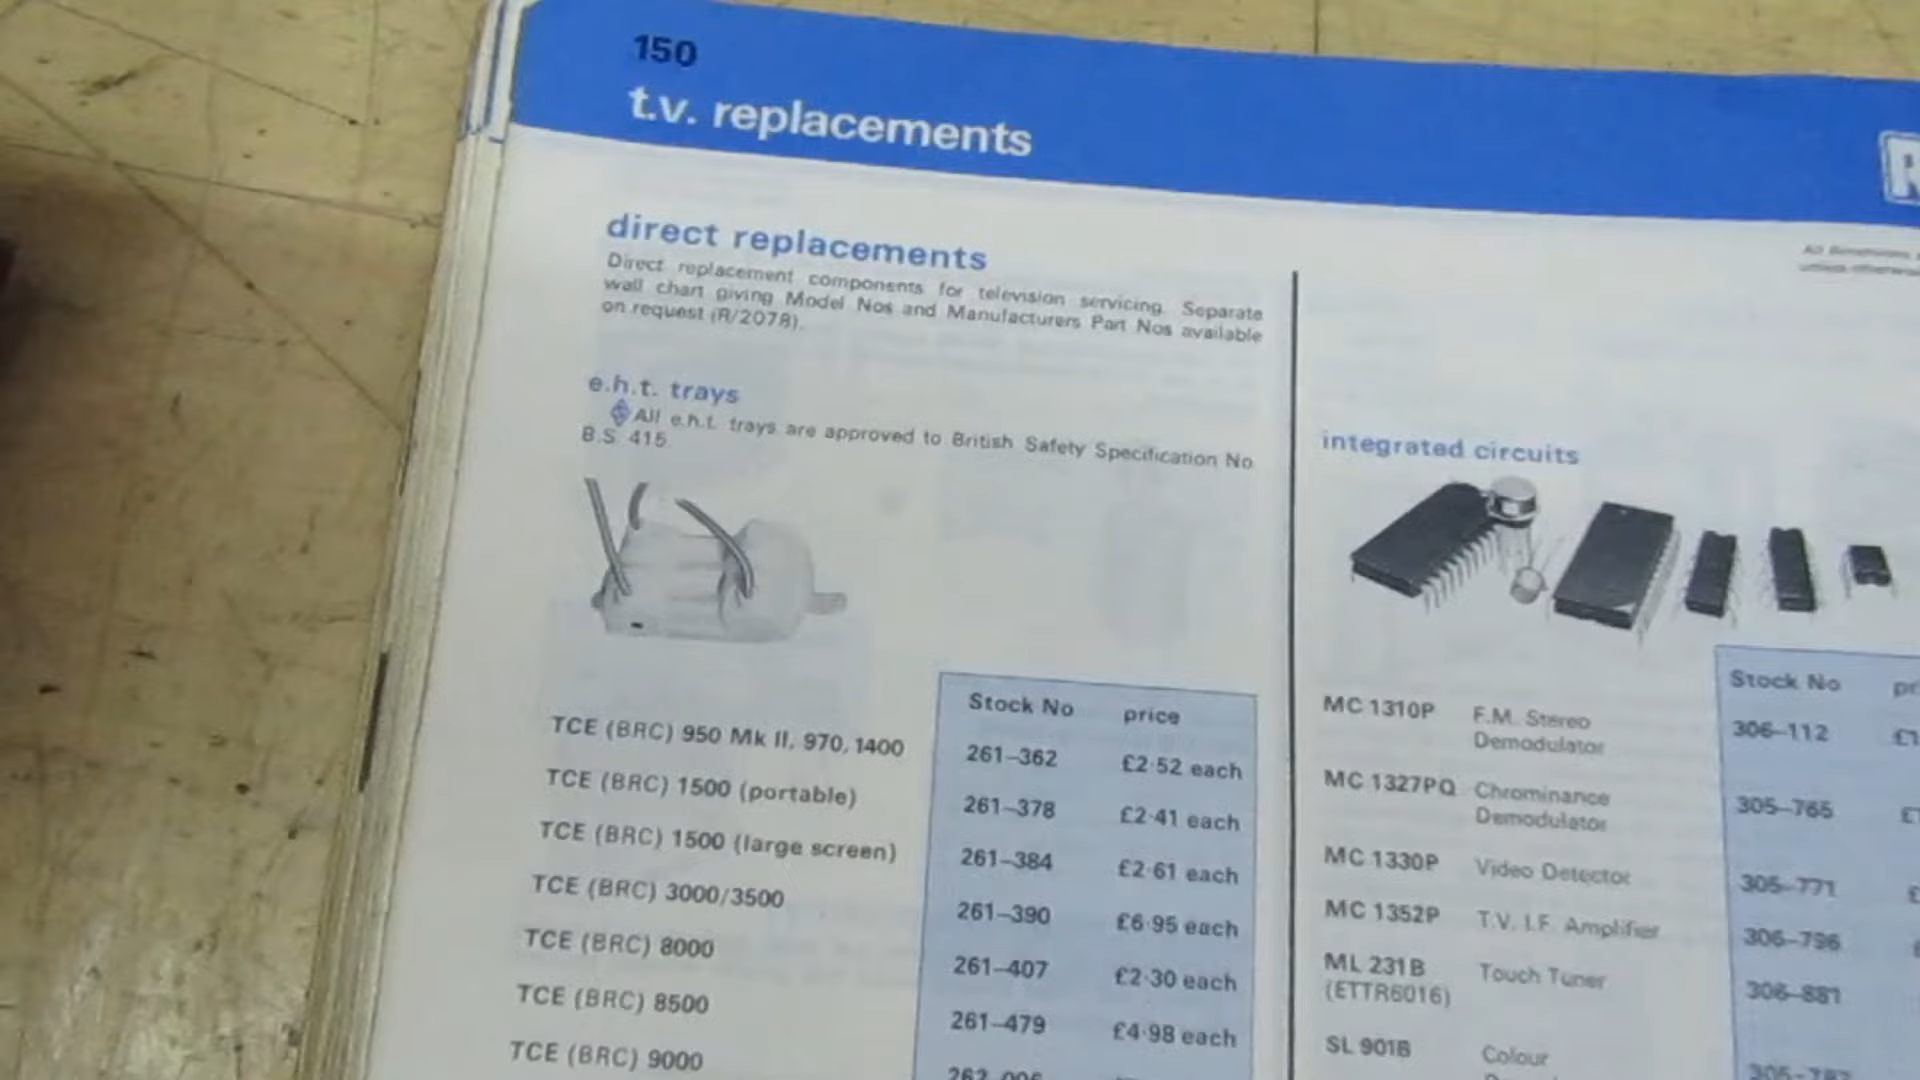 150
t.v. replacements
direct replacements
Direct replacement components for television servicing. Separate
wall chart giving Model Nos and Manufacturers Part Nos available
on request (R/2078).
e.h.t. trays
All e.h.t. trays are approved to British Safety Specification No.
B.S. 415
Stock No price
TCE (BRC) 950 Mk II, 970, 1400 261–362 £2·52 each
TCE (BRC) 1500 (portable) 261–378 £2·41 each
TCE (BRC) 1500 (large screen) 261–384 £2·61 each
TCE (BRC) 3000/3500 261–390 £6·95 each
TCE (BRC) 8000 261–407 £2·30 each
TCE (BRC) 8500 261–479 £4·98 each
TCE (BRC) 9000
R
All
integrated circuits
Stock No
MC 1310P F.M. Stereo 306–112
Demodulator
MC 1327PQ Chrominance 305–765
Demodulator
MC 1330P Video Detector 305–771
MC 1352P T.V. I.F. Amplifier 306–796
ML 231B Touch Tuner 306–881
(ETTR6016)
SL 901B Colour